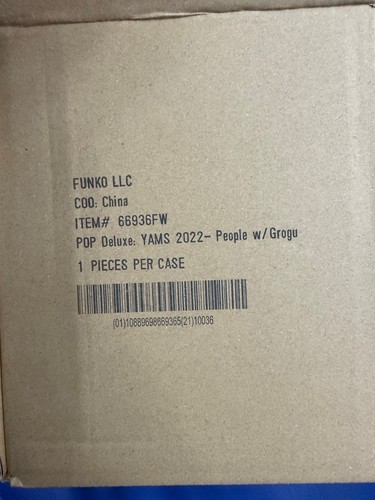 FUNKO LLC
COO: China
ITEM# 66936FW
POP Deluxe: YAMS 2022- People w/Grogu
1 PIECES PER CASE
(01)10889698669365(21)10036